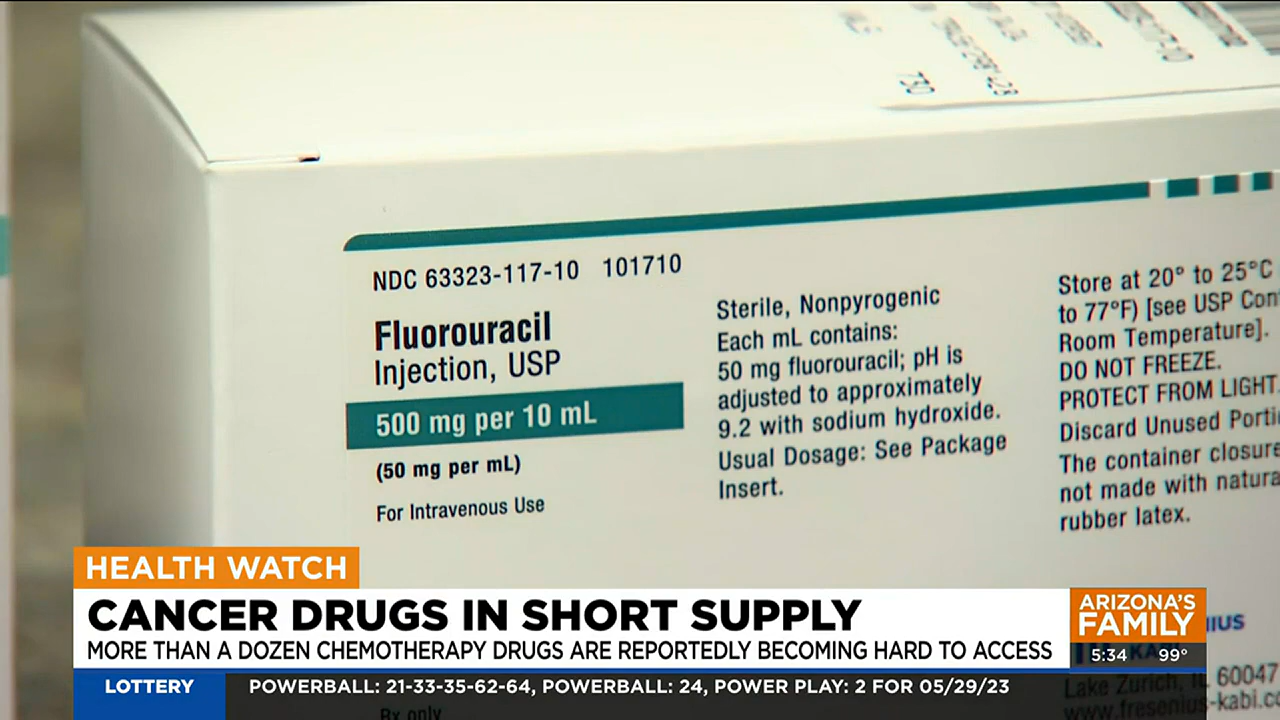 730
NDC 63323-117-10 101710
Fluorouracil
Injection, USP
500 mg per 10 mL
(50 mg per mL)
For Intravenous Use
Sterile, Nonpyrogenic
Each mL contains:
50 mg fluorouracil; pH is
adjusted to approximately
9.2 with sodium hydroxide.
Usual Dosage: See Package
Insert.
Store at 20° to 25°C
to 77°F) [see USP
Room Temperature].
DO NOT FREEZE.
PROTECT FROM LIGHT.
Discard Unused
The container closure
not made with
rubber latex.
HEALTH WATCH
CANCER DRUGS IN SHORT SUPPLY
MORE THAN A DOZEN CHEMOTHERAPY DRUGS ARE REPORTEDLY BECOMING HARD TO ACCESS
ARIZONA'S
FAMILY
5:34 99°
Lake Zurich, IL 60047
LOTTERY POWERBALL: 21-33-35-62-64, POWERBALL: 24, POWER PLAY: 2 FOR 05/29/23
Rx only